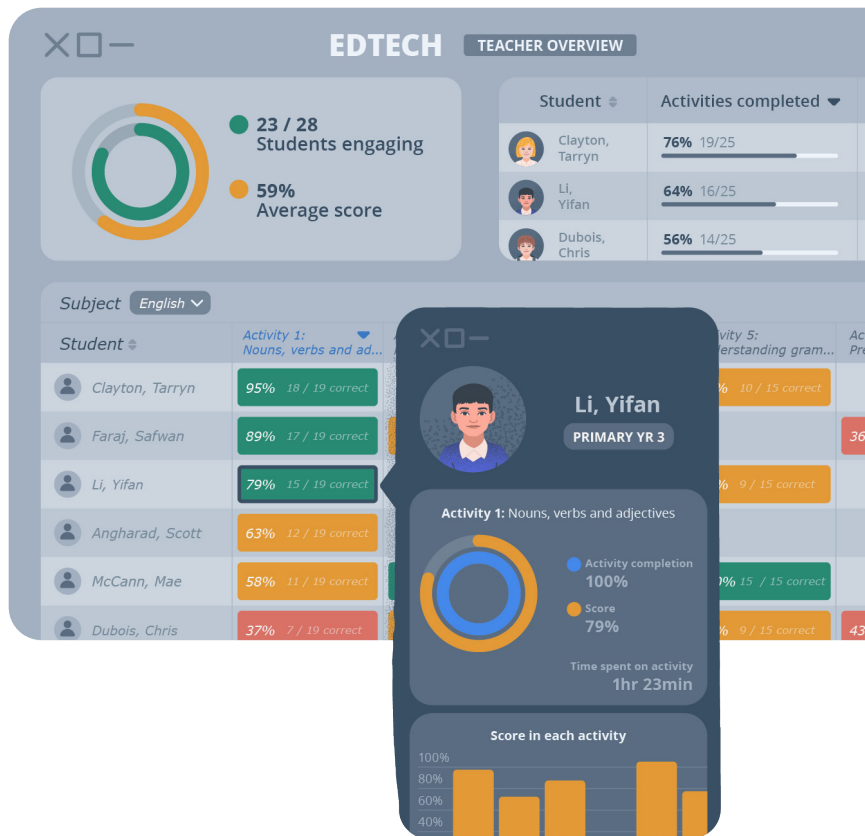 EDTECH TEACHER OVERVIEW
23 / 28
Students engaging
59%
Average score
Student Activities completed
Clayton,
Tarryn
76% 19/25
Li,
Yifan
64% 16/25
Dubois,
Chris
56% 14/25
Subject English
Student
Activity 1:
Nouns, verbs and ad...
Activity 5:
gram...
Clayton, Tarryn 95% 18 / 19 correct 10 / 15 correct
Faraj, Safwan 89% 17 / 19 correct 36
Li, Yifan 79% 15 / 19 correct 9 / 15 correct
Angharad, Scott 63% 12 / 19 correct
McCann, Mae 58% 11 / 19 correct 15 / 15 correct
Dubois, Chris 37% 7 / 19 correct 9 / 15 correct 43
Li, Yifan
PRIMARY YR 3
Activity 1: Nouns, verbs and adjectives
Activity completion
100%
Score
79%
Time spent on activity
1hr 23min
Score in each activity
100%
80%
60%
40%